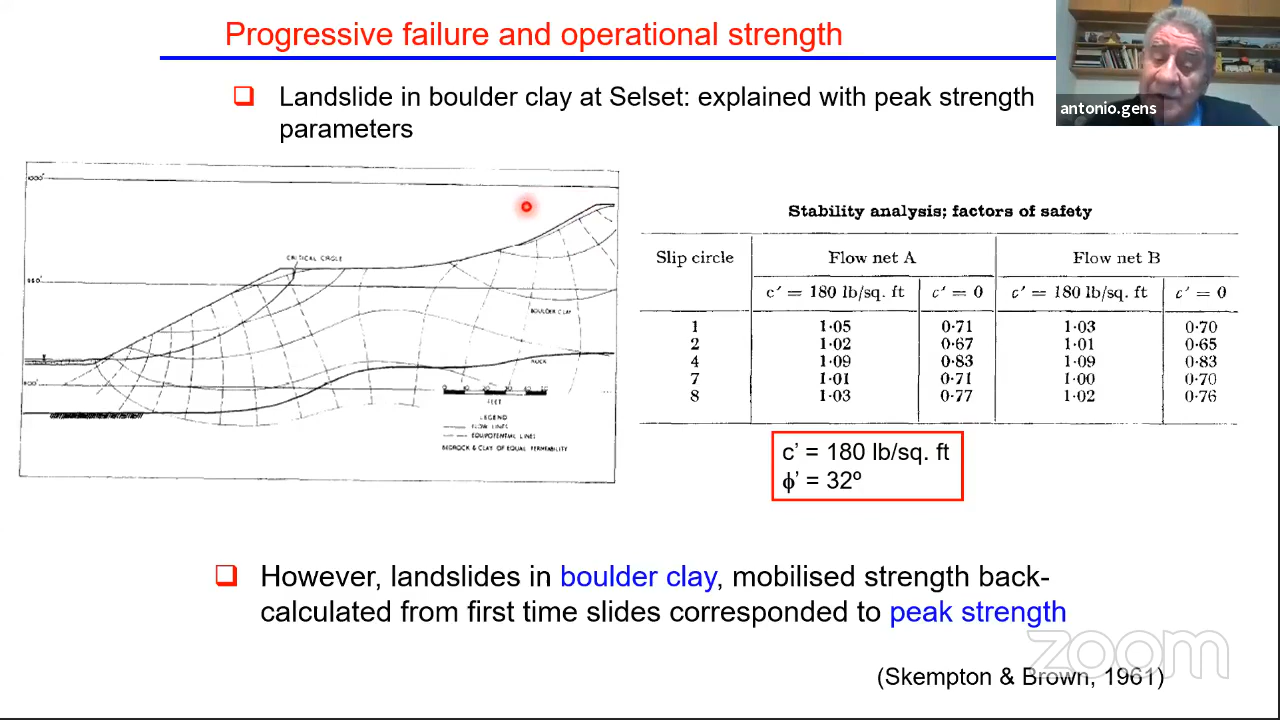 Progressive failure and operational strength
❑ Landslide in boulder clay at Selset: explained with peak strength
parameters
antonio.gens
1000'
CRITICAL CIRCLE
BOULDER CLAY
ROCK
FEET
LEGEND
FLOW LINES
EQUIPOTENTIAL LINES
BEDROCK & CLAY OF EQUAL PERMEABILITY
Stability analysis; factors of safety
Slip circle Flow net A Flow net B
c′ = 180 lb/sq. ft c′ = 0 c′ = 180 lb/sq. ft c′ = 0
1 1·05 0·71 1·03 0·70
2 1·02 0·67 1·01 0·65
4 1·09 0·83 1·09 0·83
7 1·01 0·71 1·00 0·70
8 1·03 0·77 1·02 0·76
c’ = 180 lb/sq. ft
ϕ’ = 32º
❑ However, landslides in boulder clay, mobilised strength back-
calculated from first time slides corresponded to peak strength
zoom
(Skempton & Brown, 1961)